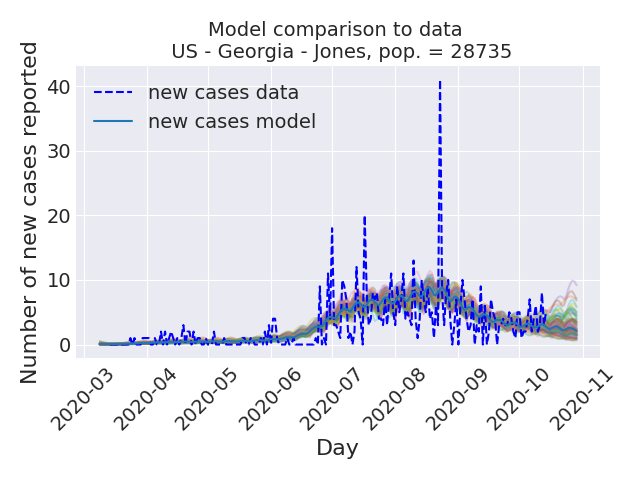 Model comparison to data
US - Georgia - Jones, pop. = 28735
new cases data
new cases model
Number of new cases reported
40
30
20
10
0
2020-03
2020-04
2020-05
2020-06
2020-07
2020-08
2020-09
2020-10
2020-11
Day